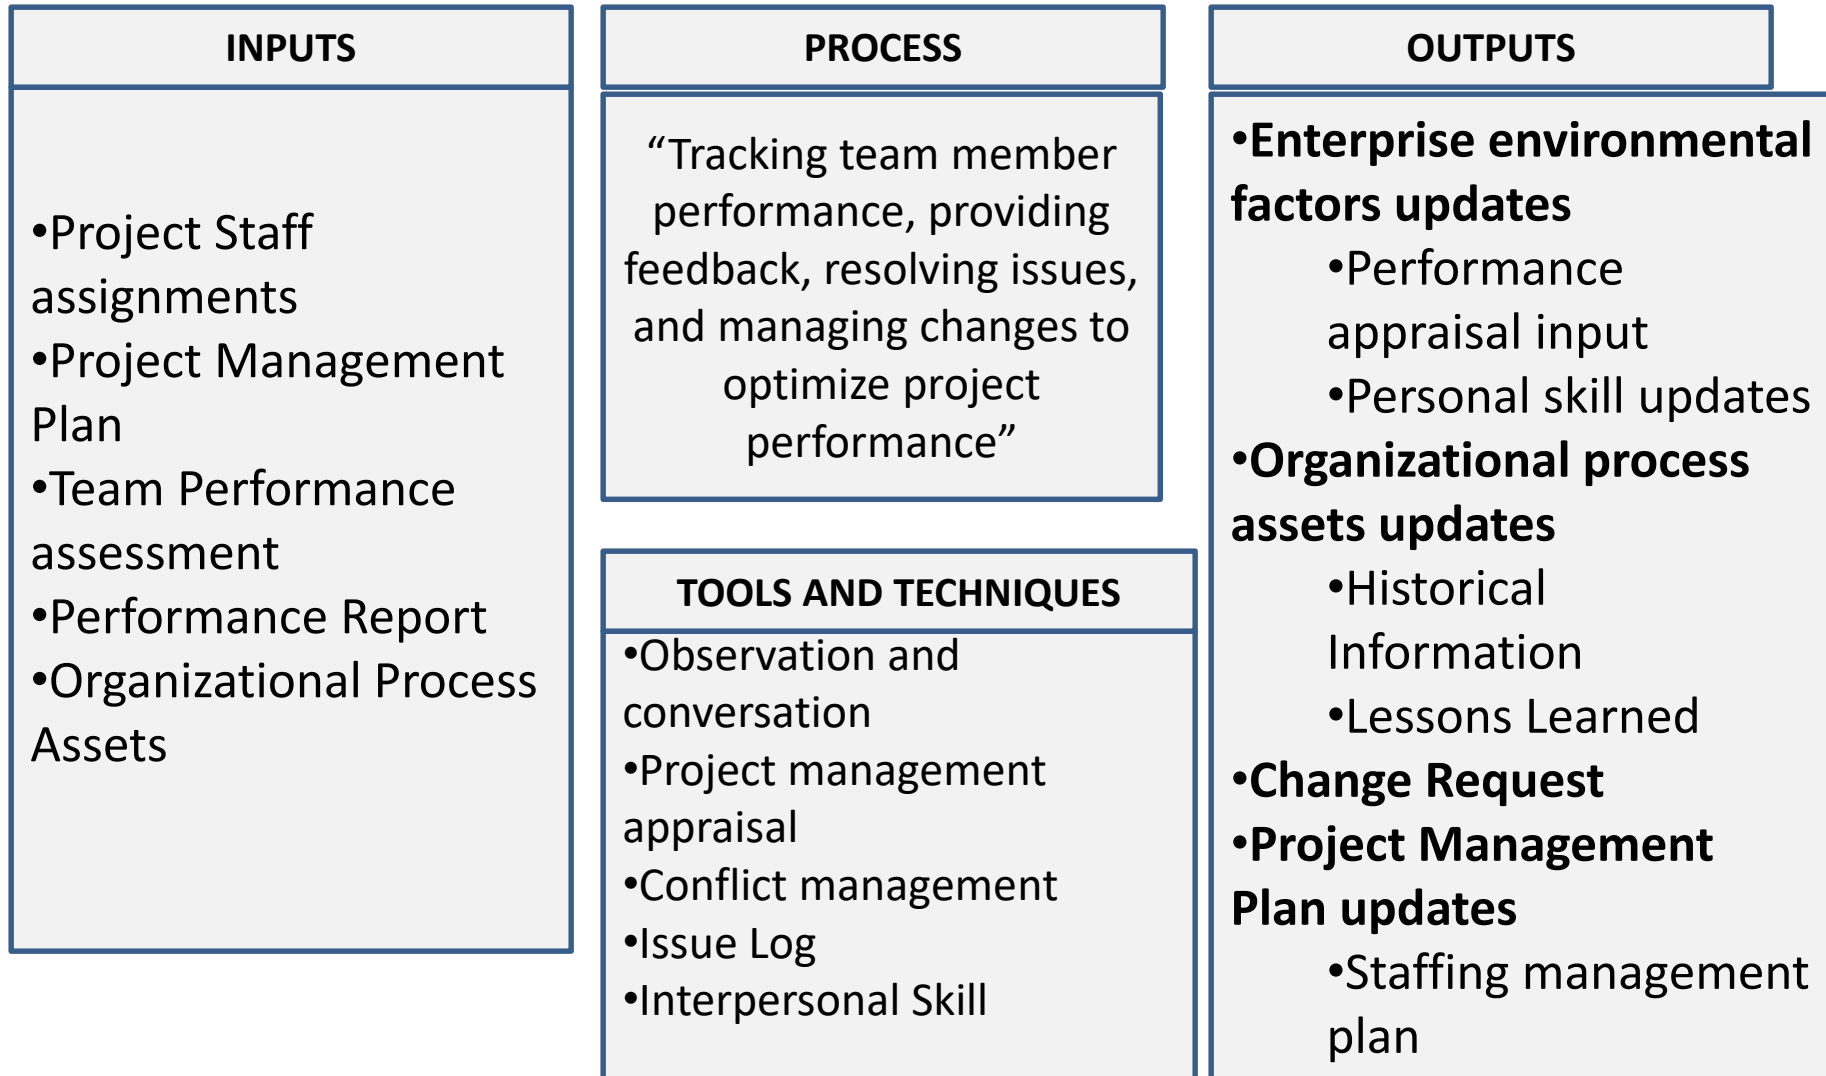 INPUTS
•Project Staff
assignments
•Project Management
Plan
•Team Performance
assessment
•Performance Report
•Organizational Process
Assets
PROCESS
“Tracking team member
performance, providing
feedback, resolving issues,
and managing changes to
optimize project
performance”
TOOLS AND TECHNIQUES
•Observation and
conversation
•Project management
appraisal
•Conflict management
•Issue Log
•Interpersonal Skill
OUTPUTS
•Enterprise environmental
factors updates
•Performance
appraisal input
•Personal skill updates
•Organizational process
assets updates
•Historical
Information
•Lessons Learned
•Change Request
•Project Management
Plan updates
•Staffing management
plan